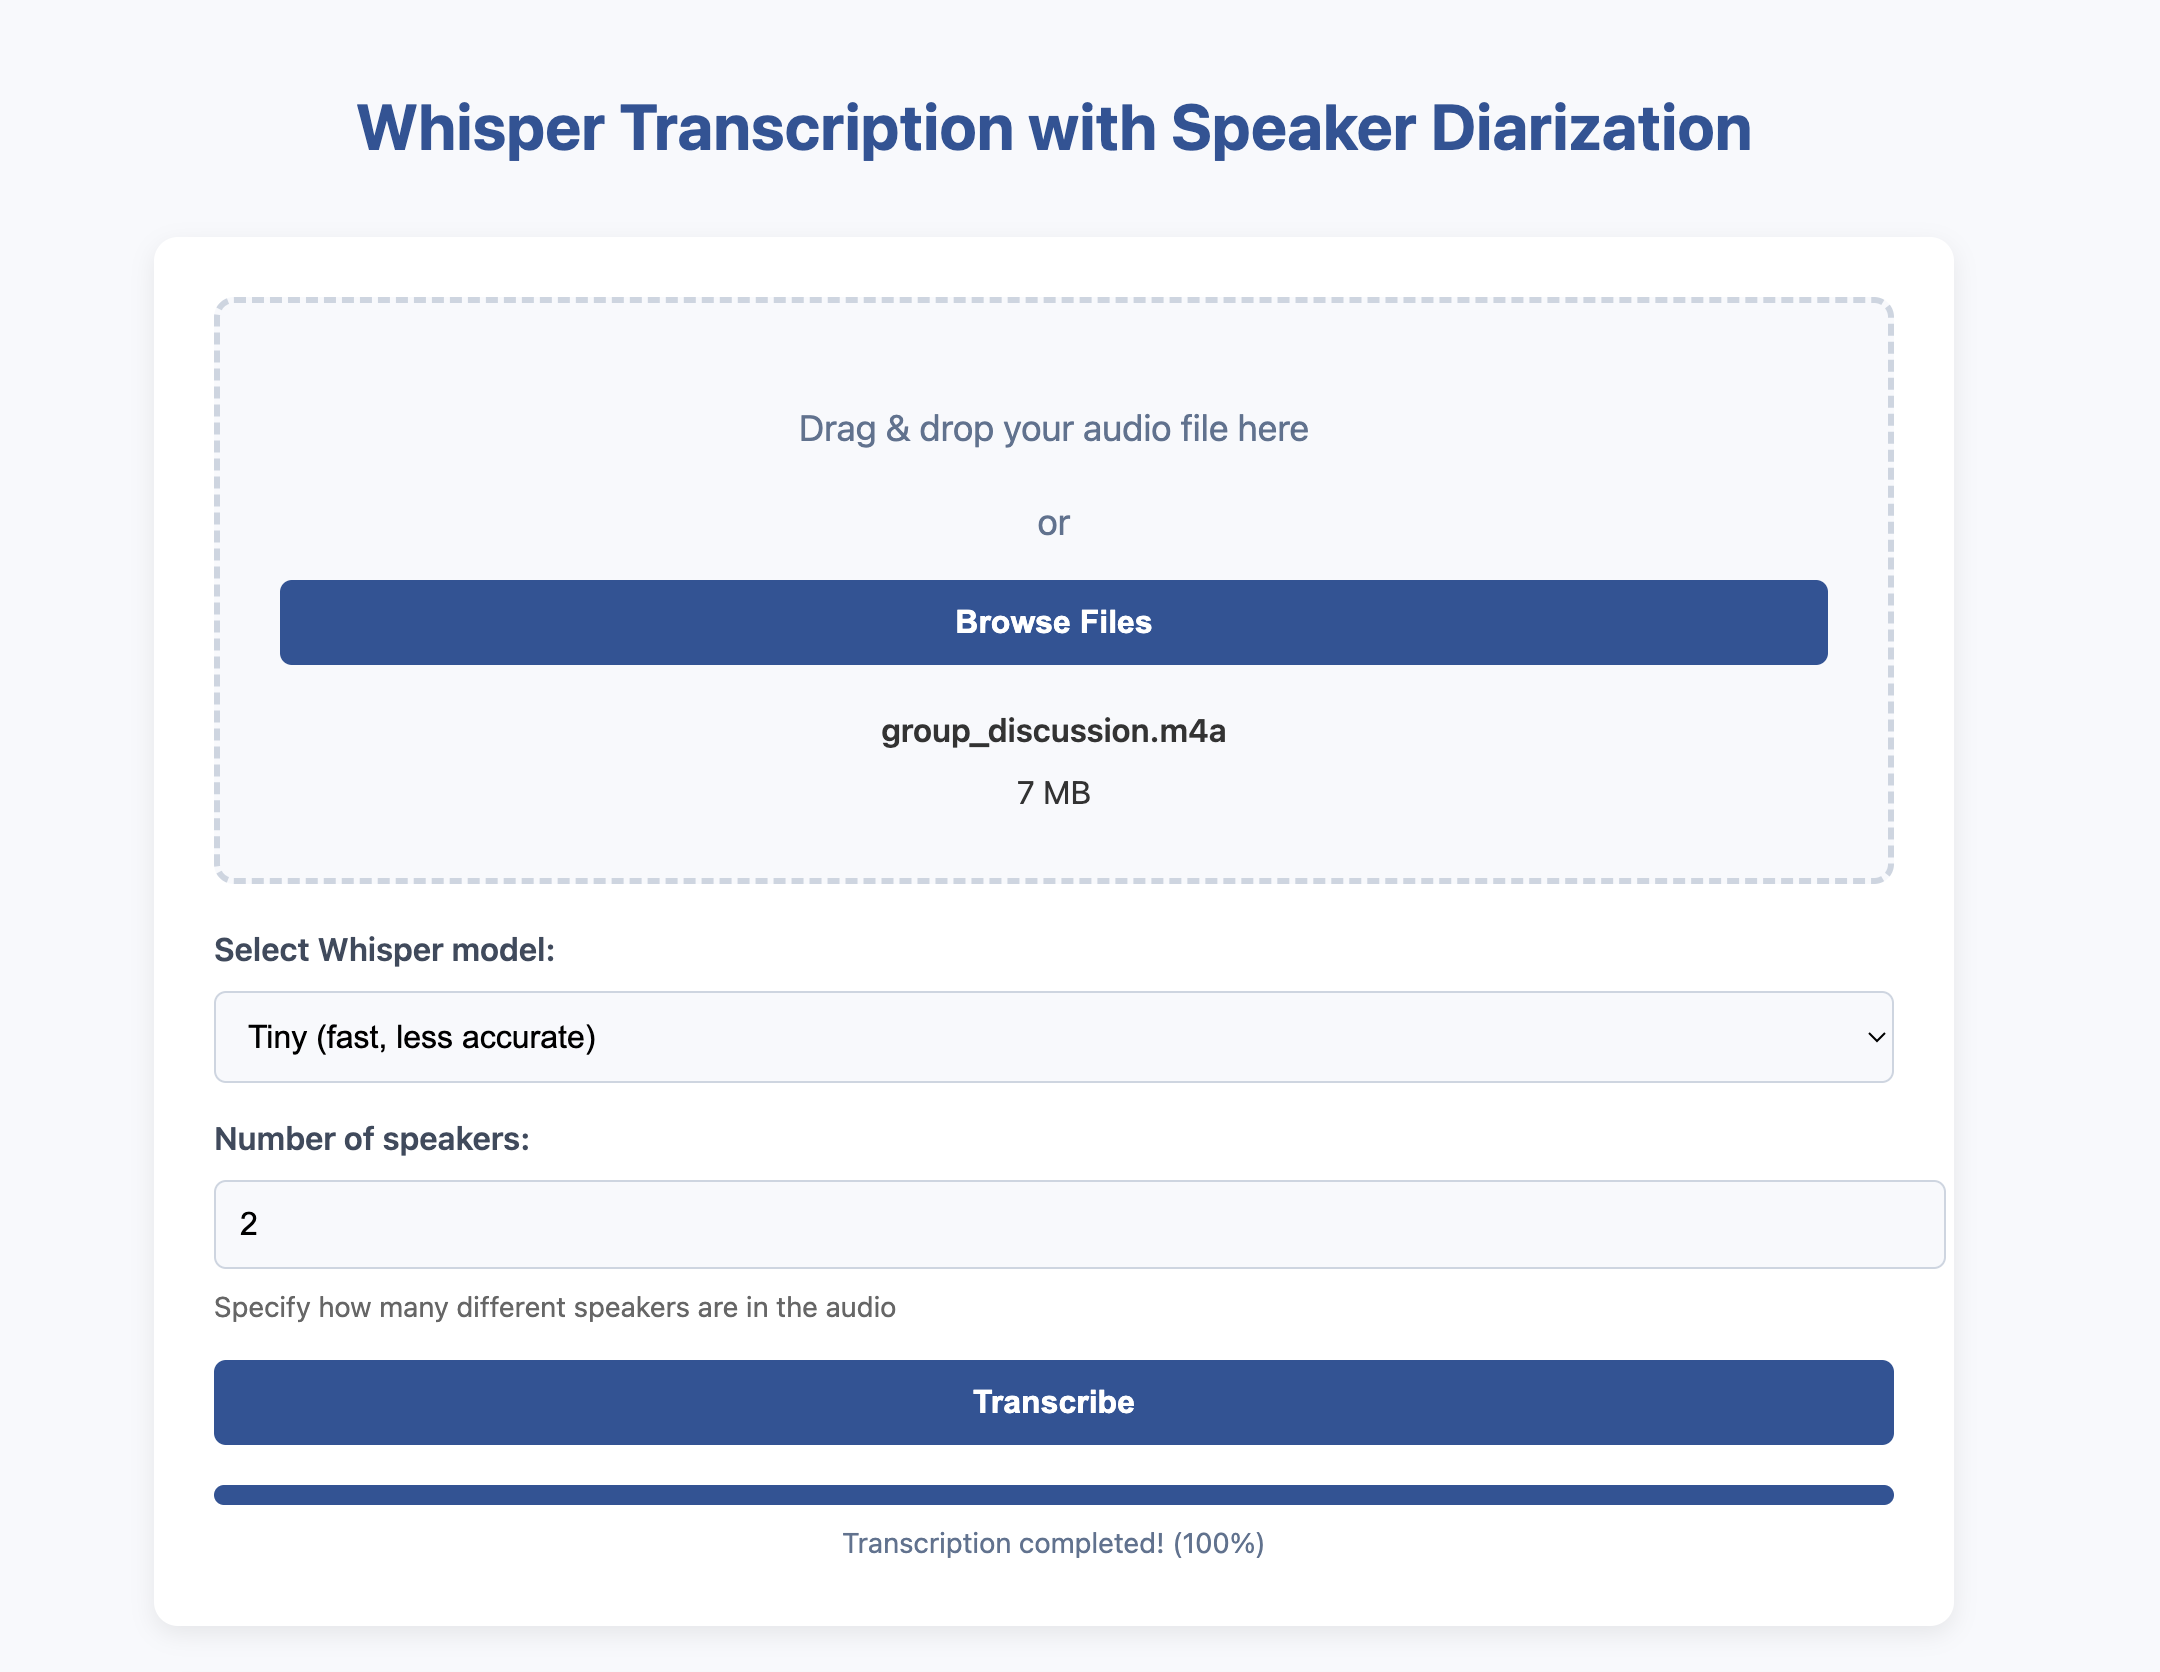 Whisper Transcription with Speaker Diarization
Drag & drop your audio file here
or
Browse Files
group_discussion.m4a
7 MB
Select Whisper model:
Tiny (fast, less accurate)
Number of speakers:
2
Specify how many different speakers are in the audio
Transcribe
Transcription completed! (100%)